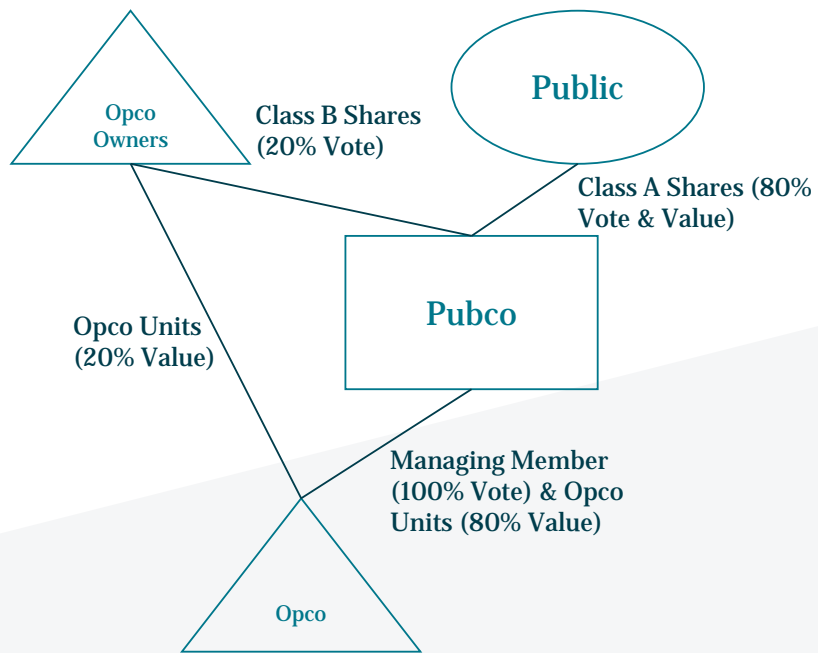 Opco
Owners
Class B Shares
(20% Vote)
Public
Class A Shares (80%
Vote & Value)
Pubco
Opco Units
(20% Value)
Managing Member
(100% Vote) & Opco
Units (80% Value)
Opco